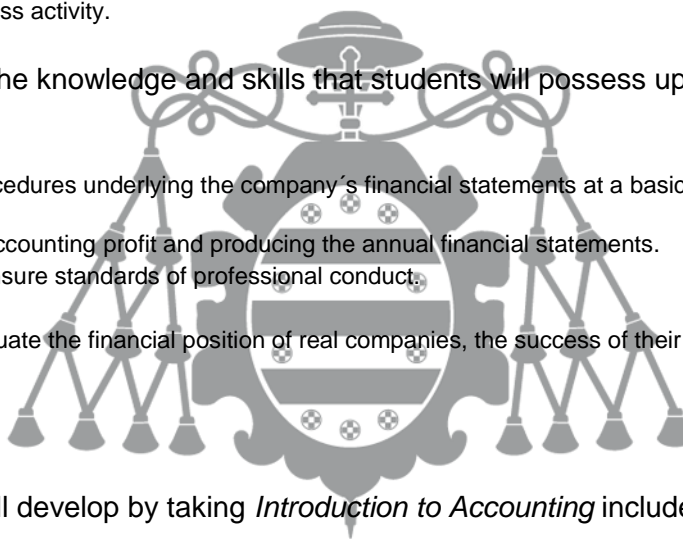 ss activity.
he knowledge and skills that students will possess up
cedures underlying the company´s financial statements at a basic
ccounting profit and producing the annual financial statements.
nsure standards of professional conduct.
uate the financial position of real companies, the success of their
ll develop by taking Introduction to Accounting include